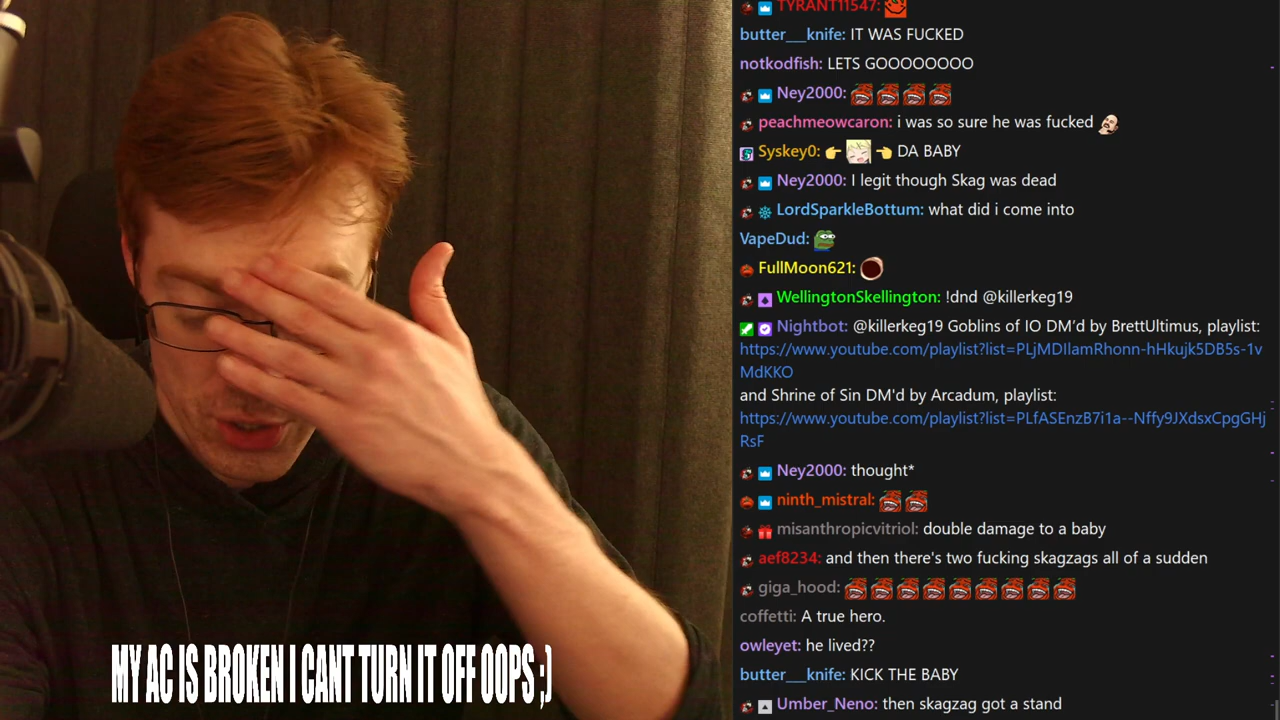 TYRANT11547:
butter___knife: IT WAS FUCKED
notkodfish: LETS GOOOOOOOO
Ney2000:
peachmeowcaron: i was so sure he was fucked
Syskey0: DA BABY
Ney2000: I legit though Skag was dead
LordSparkleBottum: what did i come into
VapeDud:
FullMoon621:
WellingtonSkellington: !dnd @killerkeg19
Nightbot: @killerkeg19 Goblins of IO DM'd by BrettUltimus, playlist:
https://www.youtube.com/playlist?list=PLjMDIlamRhonn-hHkujk5DB5s-1v
MdKKO
and Shrine of Sin DM'd by Arcadum, playlist:
https://www.youtube.com/playlist?list=PLfASEnzB7i1a--Nffy9JXdsxCpgGHj
RsF
Ney2000: thought*
ninth_mistral:
misanthropicvitriol: double damage to a baby
aef8234: and then there's two fucking skagzags all of a sudden
giga_hood:
coffetti: A true hero.
owleyet: he lived??
butter___knife: KICK THE BABY
Umber_Neno: then skagzag got a stand
MY AC IS BROKEN I CANT TURN IT OFF OOPS ;)